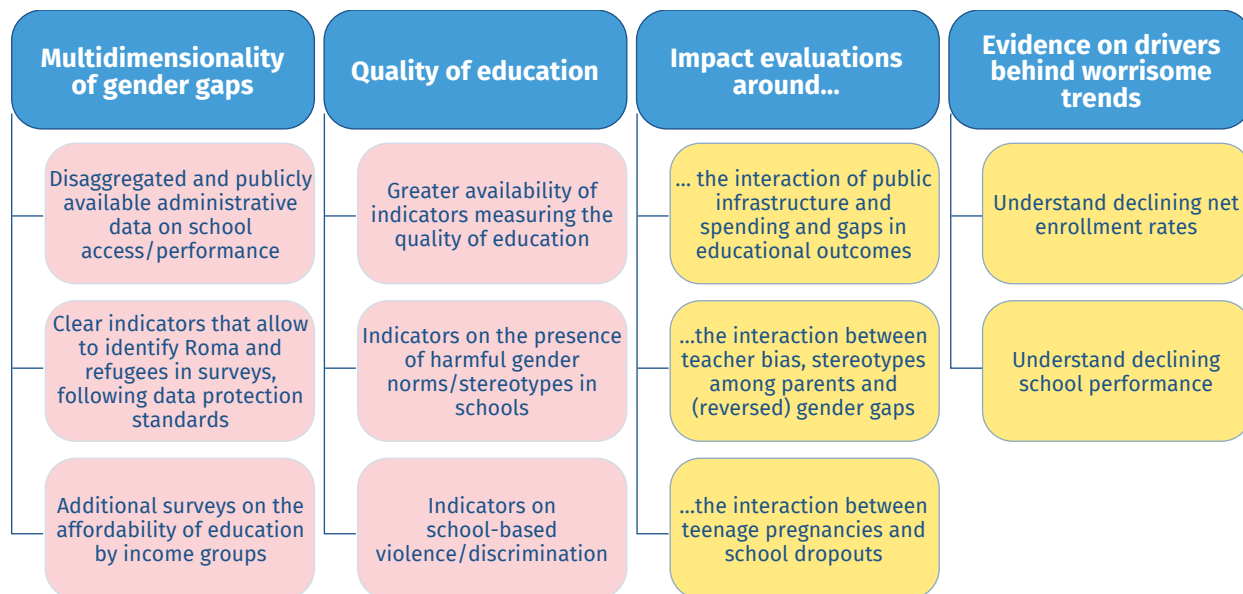 Multidimensionality
of gender gaps
Disaggregated and publicly
available administrative
data on school
access/performance
Clear indicators that allow
to identify Roma and
refugees in surveys,
following data protection
standards
Additional surveys on the
affordability of education
by income groups
Quality of education
Greater availability of
indicators measuring the
quality of education
Indicators on the presence
of harmful gender
norms/stereotypes in
schools
Indicators on
school-based
violence/discrimination
Impact evaluations
around...
... the interaction of public
infrastructure and
spending and gaps in
educational outcomes
...the interaction between
teacher bias, stereotypes
among parents and
(reversed) gender gaps
...the interaction between
teenage pregnancies and
school dropouts
Evidence on drivers
behind worrisome
trends
Understand declining net
enrollment rates
Understand declining
school performance